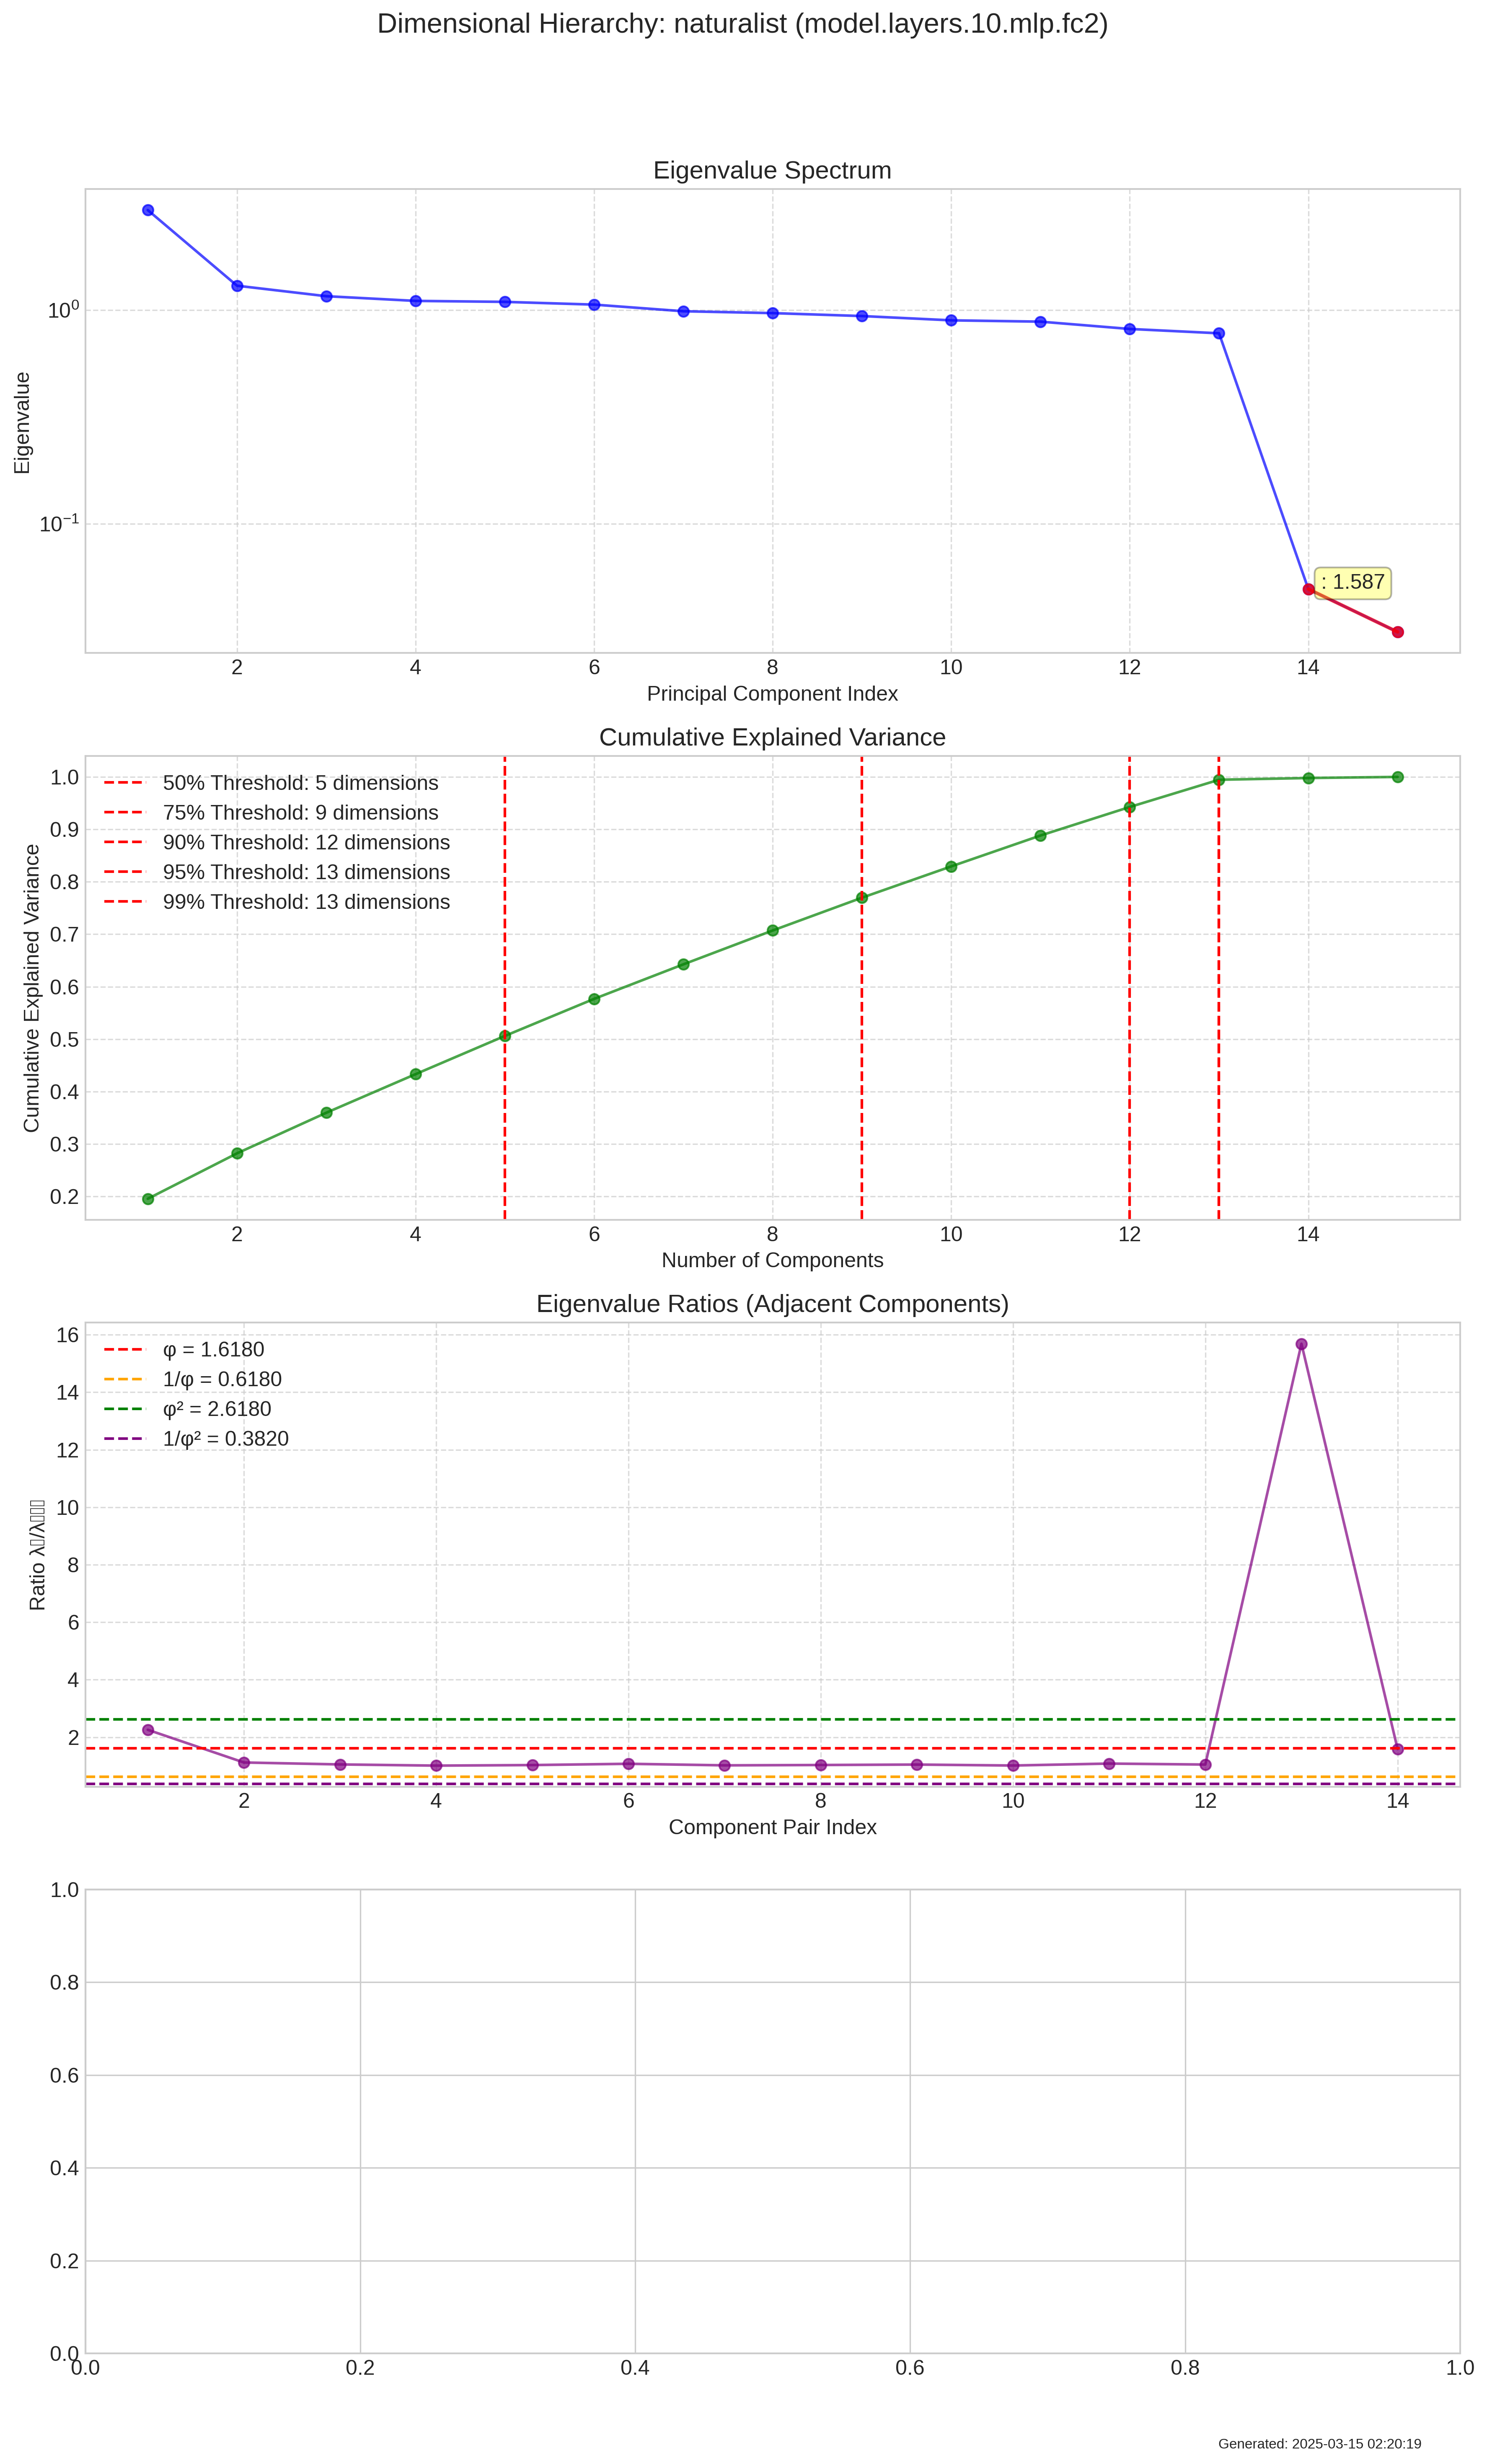 Dimensional Hierarchy: naturalist (model.layers.10.mlp.fc2)
Eigenvalue Spectrum
Eigenvalue
10⁰
10⁻¹
: 1.587
2 4 6 8 10 12 14
Principal Component Index
Cumulative Explained Variance
Cumulative Explained Variance
50% Threshold: 5 dimensions
75% Threshold: 9 dimensions
90% Threshold: 12 dimensions
95% Threshold: 13 dimensions
99% Threshold: 13 dimensions
1.0
0.9
0.8
0.7
0.6
0.5
0.4
0.3
0.2
2 4 6 8 10 12 14
Number of Components
Eigenvalue Ratios (Adjacent Components)
Ratio λ▯/λ▯▯▯
φ = 1.6180
1/φ = 0.6180
φ² = 2.6180
1/φ² = 0.3820
16
14
12
10
8
6
4
2
2 4 6 8 10 12 14
Component Pair Index
1.0
0.8
0.6
0.4
0.2
0.0
0.0 0.2 0.4 0.6 0.8 1.0
Generated: 2025-03-15 02:20:19